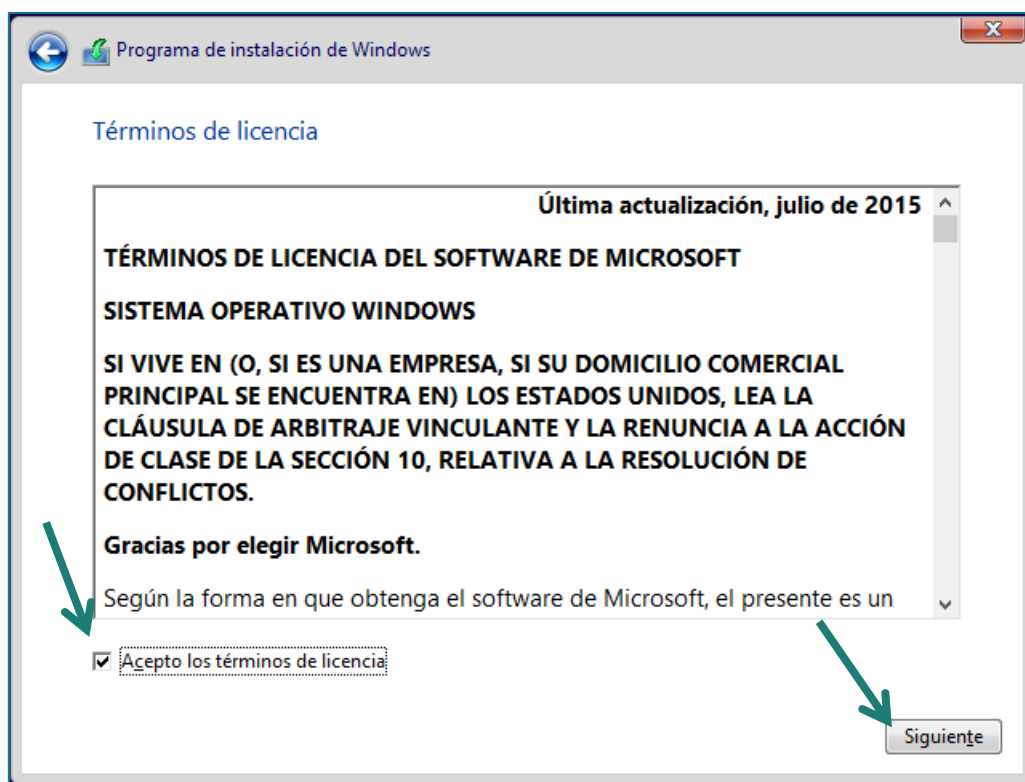 Programa de instalación de Windows
Términos de licencia
Última actualización, julio de 2015
TÉRMINOS DE LICENCIA DEL SOFTWARE DE MICROSOFT
SISTEMA OPERATIVO WINDOWS
SI VIVE EN (O, SI ES UNA EMPRESA, SI SU DOMICILIO COMERCIAL
PRINCIPAL SE ENCUENTRA EN) LOS ESTADOS UNIDOS, LEA LA
CLÁUSULA DE ARBITRAJE VINCULANTE Y LA RENUNCIA A LA ACCIÓN
DE CLASE DE LA SECCIÓN 10, RELATIVA A LA RESOLUCIÓN DE
CONFLICTOS.
Gracias por elegir Microsoft.
Según la forma en que obtenga el software de Microsoft, el presente es un
Acepto los términos de licencia
Siguiente